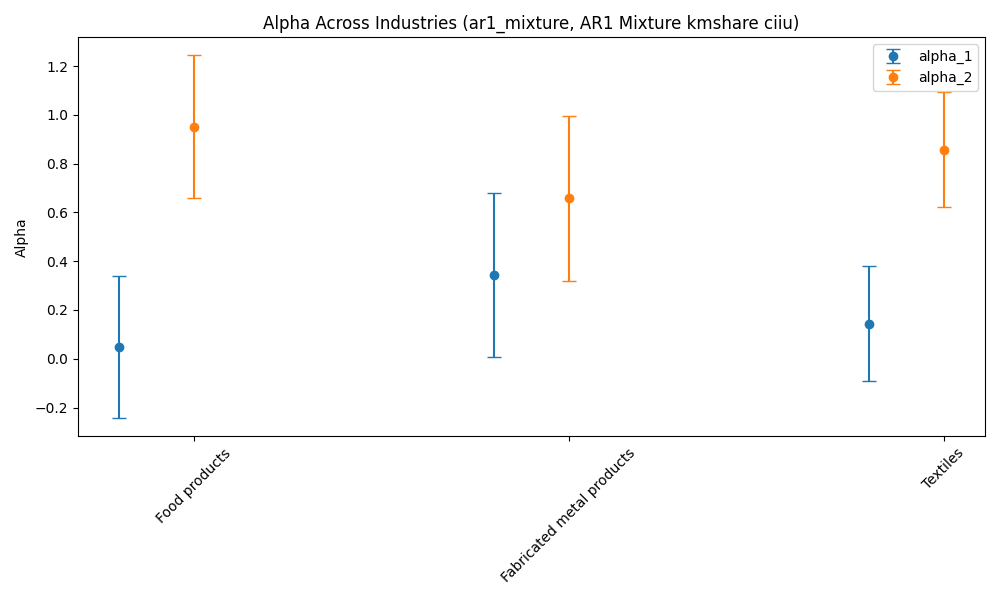 Alpha Across Industries (ar1_mixture, AR1 Mixture kmshare ciiu)
alpha_1
alpha_2
Alpha
1.2
1.0
0.8
0.6
0.4
0.2
0.0
−0.2
Food products
Fabricated metal products
Textiles